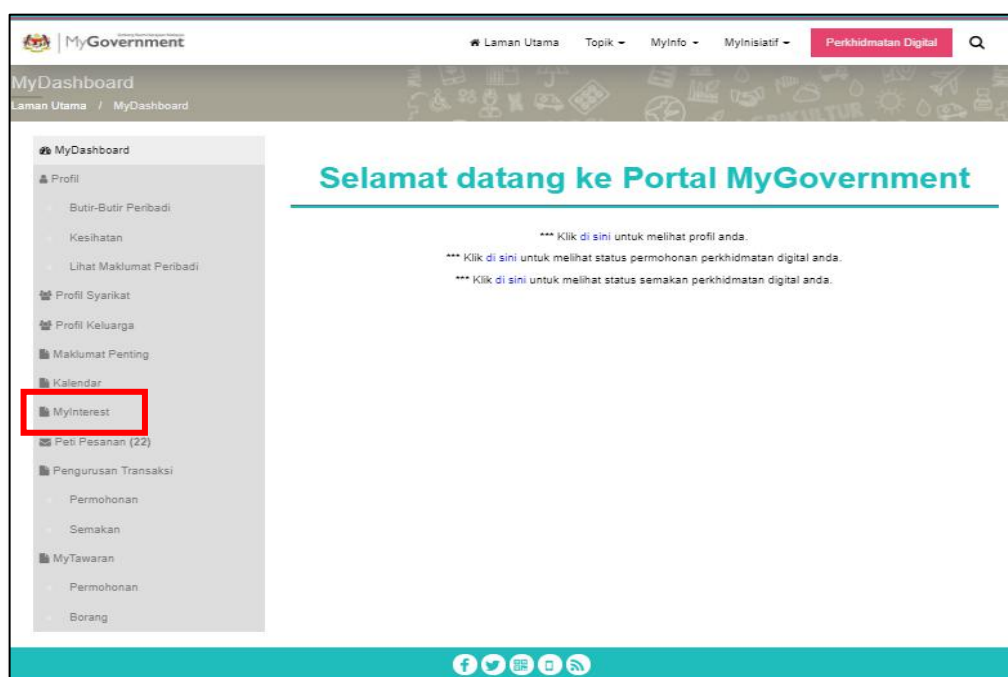 MyGovernment
Laman Utama
Topik
MyInfo
MyInisiatif
Perkhidmatan Digital
MyDashboard
Laman Utama / MyDashboard
MyDashboard
Profil
Butir-Butir Peribadi
Kesihatan
Lihat Maklumat Peribadi
Profil Syarikat
Profil Keluarga
Maklumat Penting
Kalendar
MyInterest
Peti Pesanan (22)
Pengurusan Transaksi
Permohonan
Semakan
MyTawaran
Permohonan
Borang
Selamat datang ke Portal MyGovernment
*** Klik di sini untuk melihat profil anda.
*** Klik di sini untuk melihat status permohonan perkhidmatan digital anda.
*** Klik di sini untuk melihat status semakan perkhidmatan digital anda.